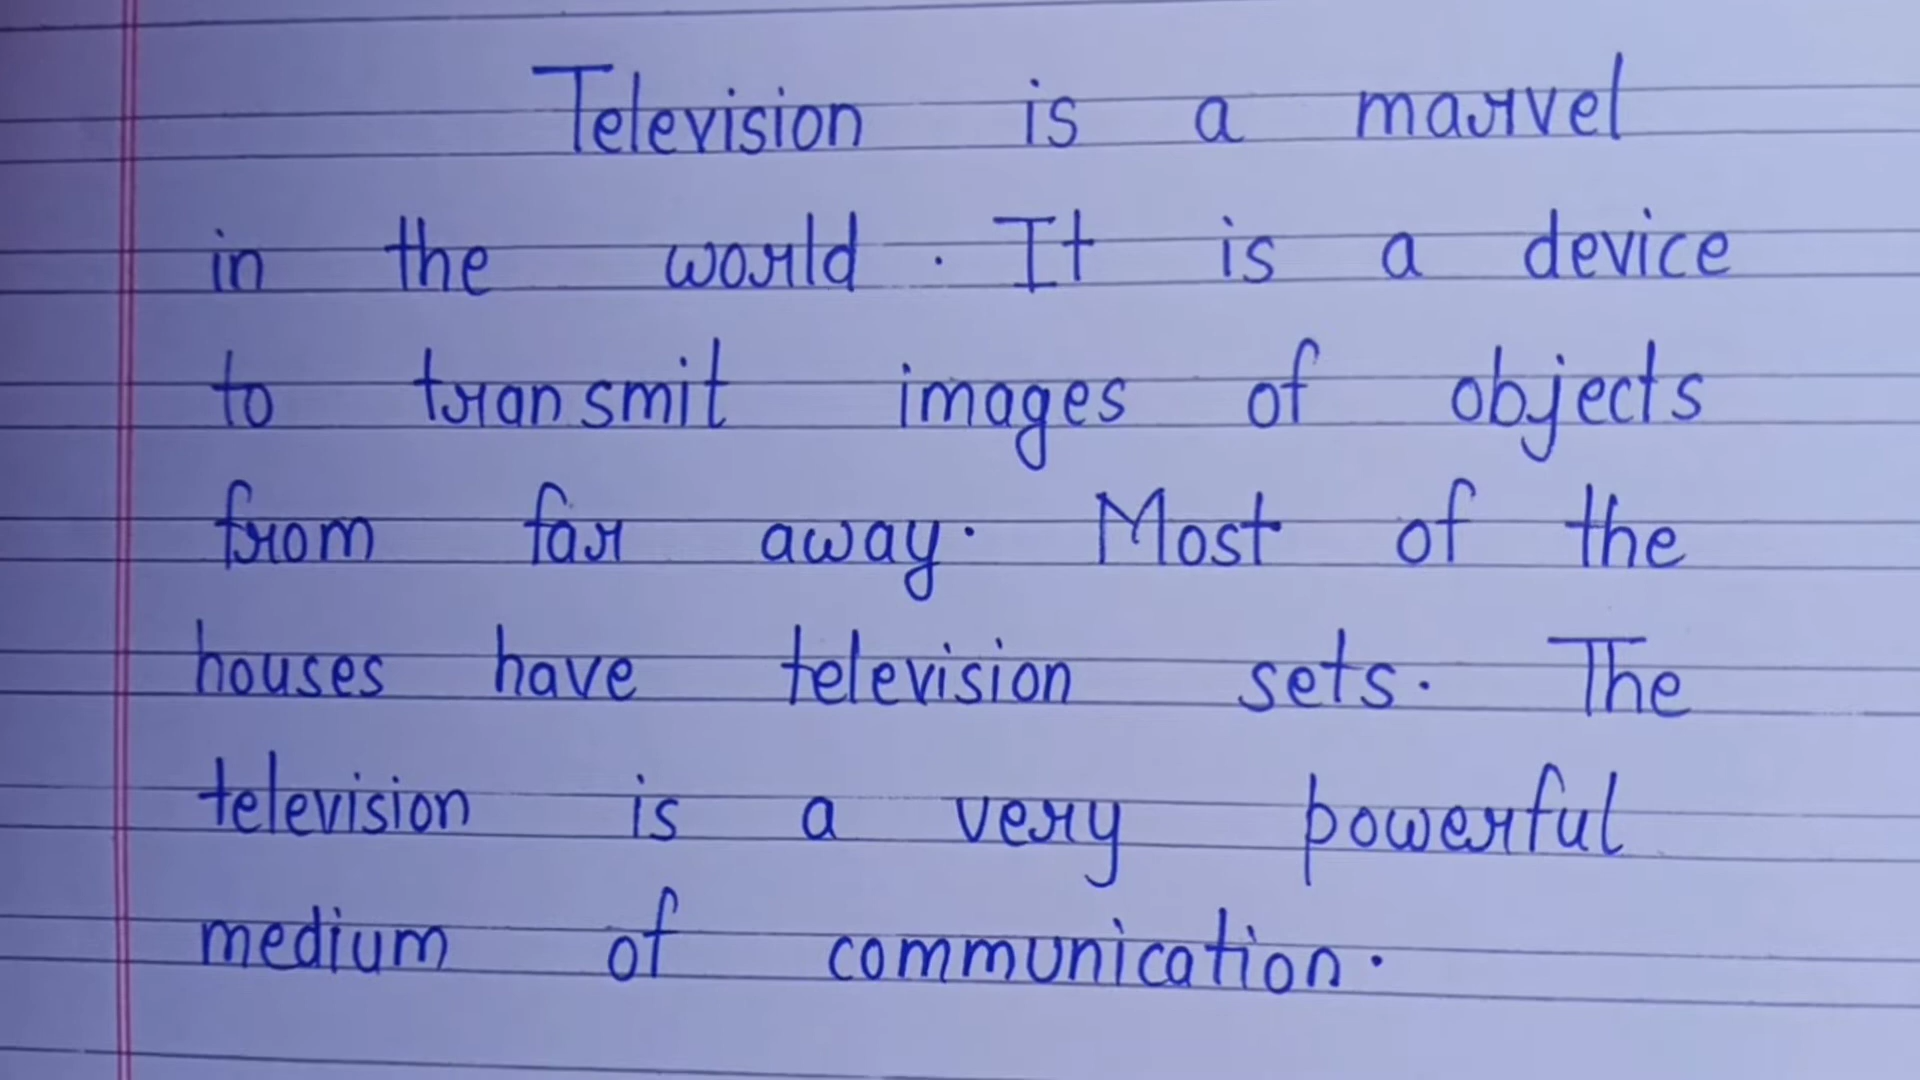 Television is a marvel
in the world. It is a device
to transmit images of objects
from far away. Most of the
houses have television sets. The
television is a very powerful
medium of communication.